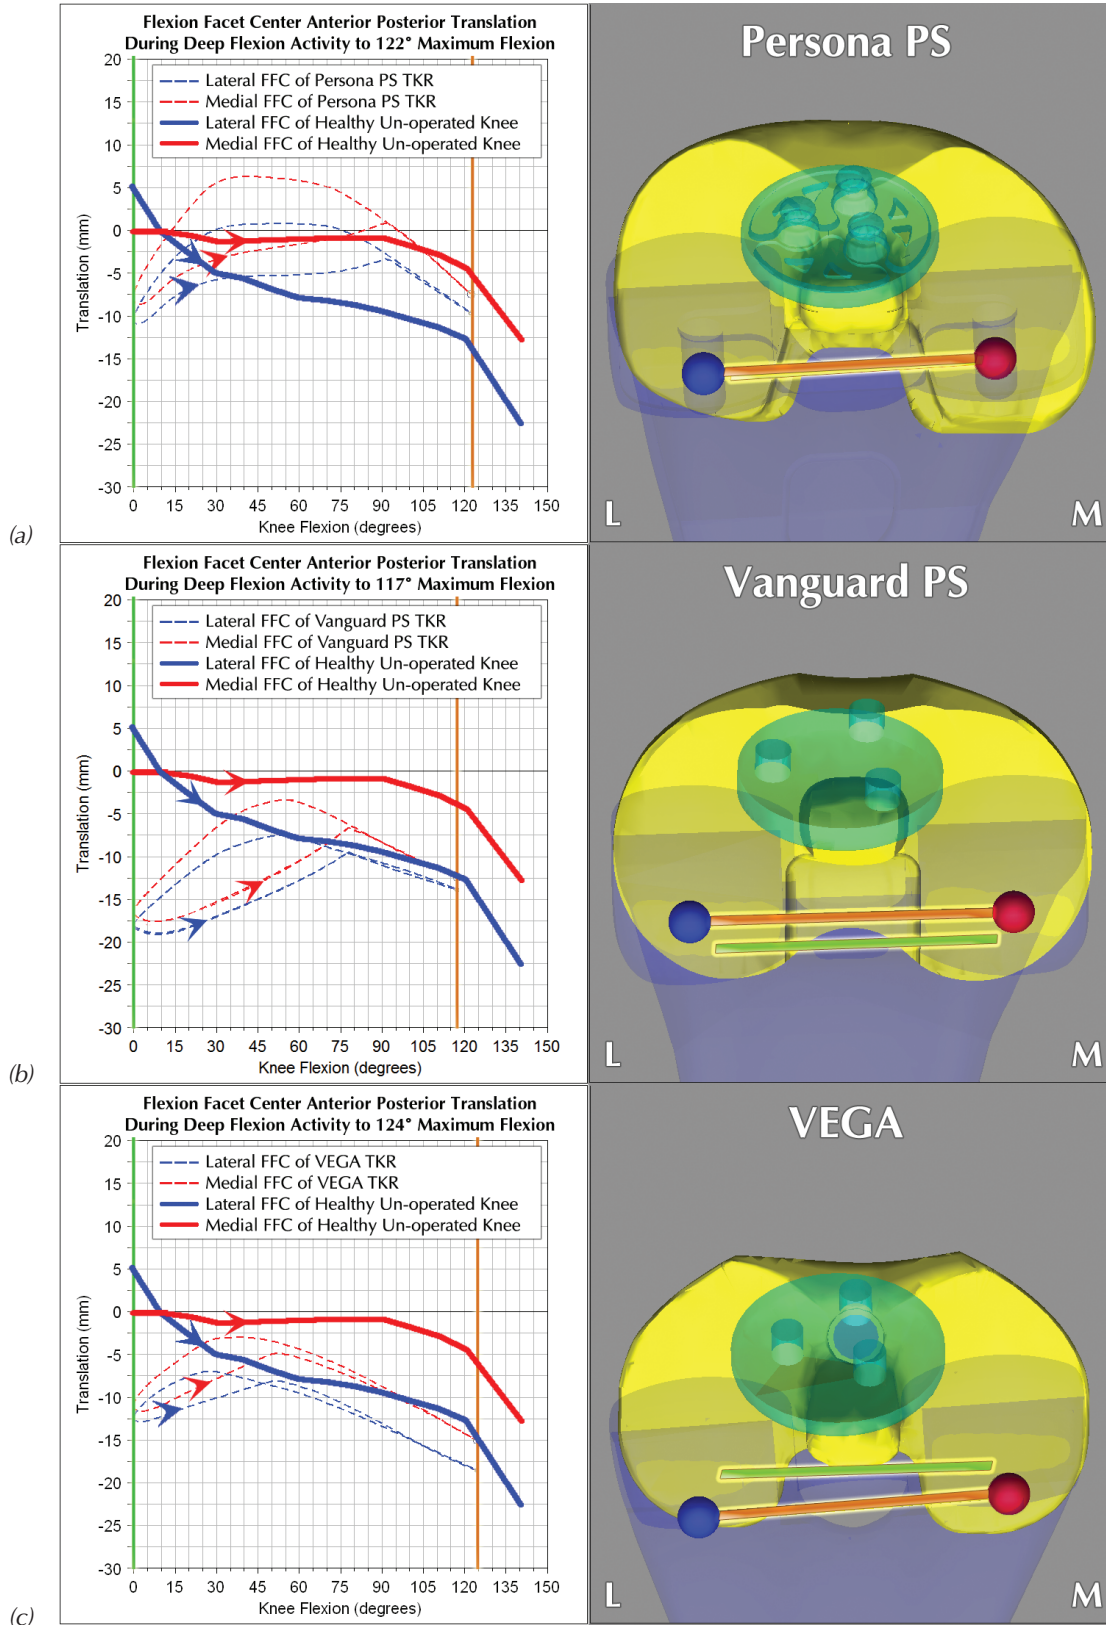 Flexion Facet Center Anterior Posterior Translation
During Deep Flexion Activity to 122° Maximum Flexion
Lateral FFC of Persona PS TKR
Medial FFC of Persona PS TKR
Lateral FFC of Healthy Un-operated Knee
Medial FFC of Healthy Un-operated Knee
Translation (mm)
20
15
10
5
0
-5
-10
-15
-20
-25
-30
0 15 30 45 60 75 90 105 120 135 150
Knee Flexion (degrees)
Persona PS
L M
(a)
Flexion Facet Center Anterior Posterior Translation
During Deep Flexion Activity to 117° Maximum Flexion
Lateral FFC of Vanguard PS TKR
Medial FFC of Vanguard PS TKR
Lateral FFC of Healthy Un-operated Knee
Medial FFC of Healthy Un-operated Knee
Translation (mm)
20
15
10
5
0
-5
-10
-15
-20
-25
-30
0 15 30 45 60 75 90 105 120 135 150
Knee Flexion (degrees)
Vanguard PS
L M
(b)
Flexion Facet Center Anterior Posterior Translation
During Deep Flexion Activity to 124° Maximum Flexion
Lateral FFC of VEGA TKR
Medial FFC of VEGA TKR
Lateral FFC of Healthy Un-operated Knee
Medial FFC of Healthy Un-operated Knee
Translation (mm)
20
15
10
5
0
-5
-10
-15
-20
-25
-30
0 15 30 45 60 75 90 105 120 135 150
Knee Flexion (degrees)
VEGA
L M
(c)